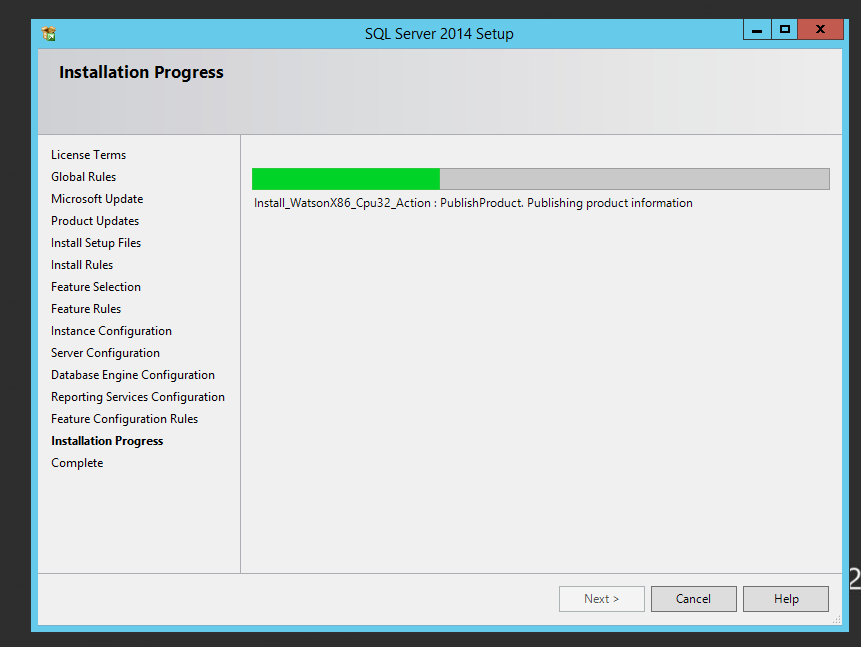 SQL Server 2014 Setup
Installation Progress
License Terms
Global Rules
Microsoft Update
Product Updates
Install Setup Files
Install Rules
Feature Selection
Feature Rules
Instance Configuration
Server Configuration
Database Engine Configuration
Reporting Services Configuration
Feature Configuration Rules
Installation Progress
Complete
Install_WatsonX86_Cpu32_Action : PublishProduct. Publishing product information
Next >
Cancel
Help
2